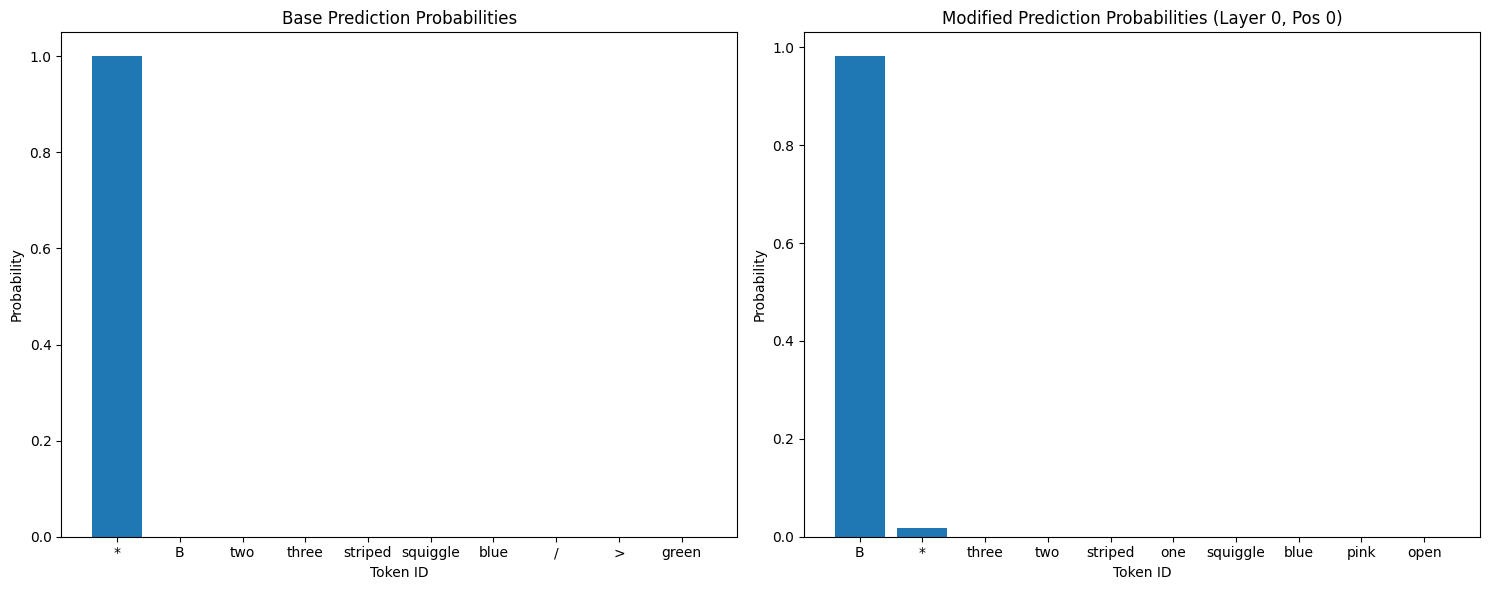 Base Prediction Probabilities
Probability
1.0
0.8
0.6
0.4
0.2
0.0
* B two three striped squiggle blue / > green
Token ID
Modified Prediction Probabilities (Layer 0, Pos 0)
Probability
1.0
0.8
0.6
0.4
0.2
0.0
B * three two striped one squiggle blue pink open
Token ID